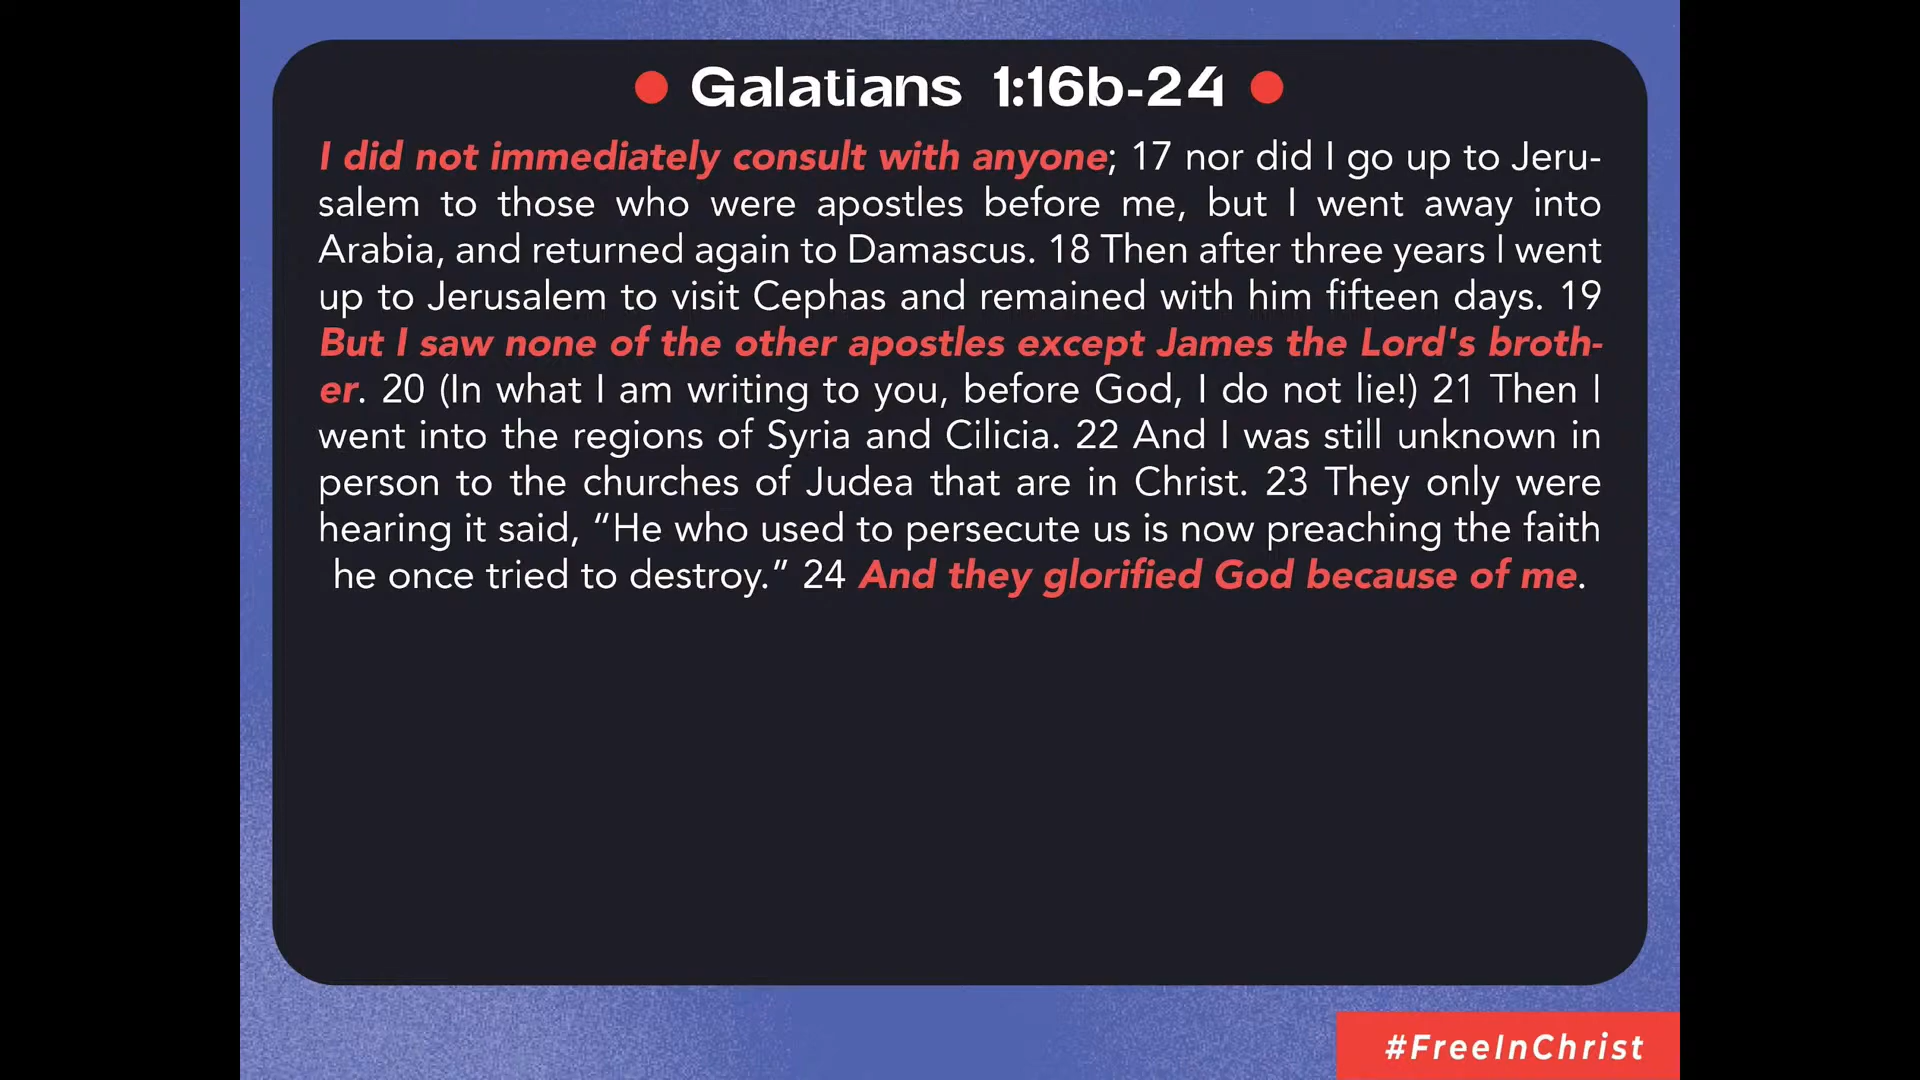 Galatians 1:16b-24
I did not immediately consult with anyone; 17 nor did I go up to Jeru-
salem to those who were apostles before me, but I went away into
Arabia, and returned again to Damascus. 18 Then after three years I went
up to Jerusalem to visit Cephas and remained with him fifteen days. 19
But I saw none of the other apostles except James the Lord's broth-
er. 20 (In what I am writing to you, before God, I do not lie!) 21 Then I
went into the regions of Syria and Cilicia. 22 And I was still unknown in
person to the churches of Judea that are in Christ. 23 They only were
hearing it said, “He who used to persecute us is now preaching the faith
he once tried to destroy.” 24 And they glorified God because of me.
#FreeInChrist